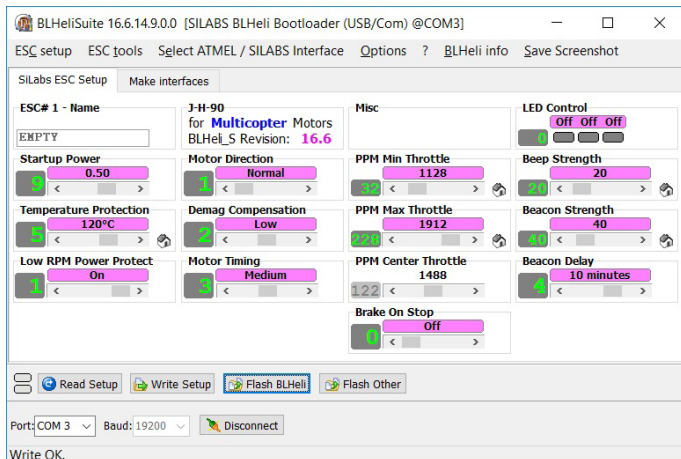 BLHeliSuite 16.6.14.9.0.0 [SILABS BLHeli Bootloader (USB/Com) @COM3]
ESC setup ESC tools Select ATMEL / SILABS Interface Options ? BLHeli info Save Screenshot
SiLabs ESC Setup Make interfaces
ESC# 1 - Name J-H-90 Misc LED Control
for Multicopter Motors Off Off Off
EMPTY BLHeli_S Revision: 16.6 0
Startup Power Motor Direction PPM Min Throttle Beep Strength
9 0.50 1 Normal 32 1128 20 20
Temperature Protection Demag Compensation PPM Max Throttle Beacon Strength
5 120ºC 2 Low 228 1912 40 40
Low RPM Power Protect Motor Timing PPM Center Throttle Beacon Delay
1 On 3 Medium 122 1488 4 10 minutes
Brake On Stop
0 Off
Read Setup Write Setup Flash BLHeli Flash Other
Port: COM 3 Baud: 19200 Disconnect
Write OK.